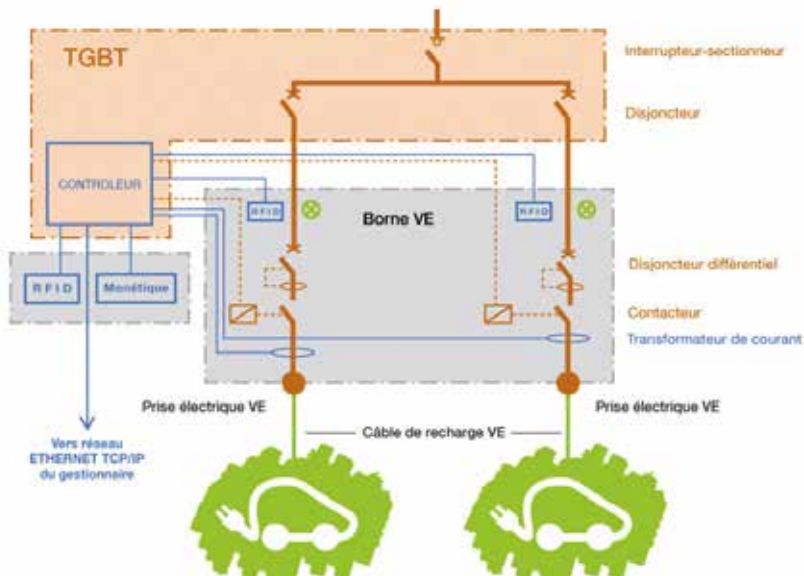 TGBT
Interrupteur-sectionneur
Disjoncteur
CONTROLEUR
RFID
RFID
Borne VE
RFID
Monétique
Disjoncteur différentiel
Contacteur
Transformateur de courant
Prise électrique VE
Prise électrique VE
Câble de recharge VE
Vers réseau
ETHERNET TCP/IP
du gestionnaire